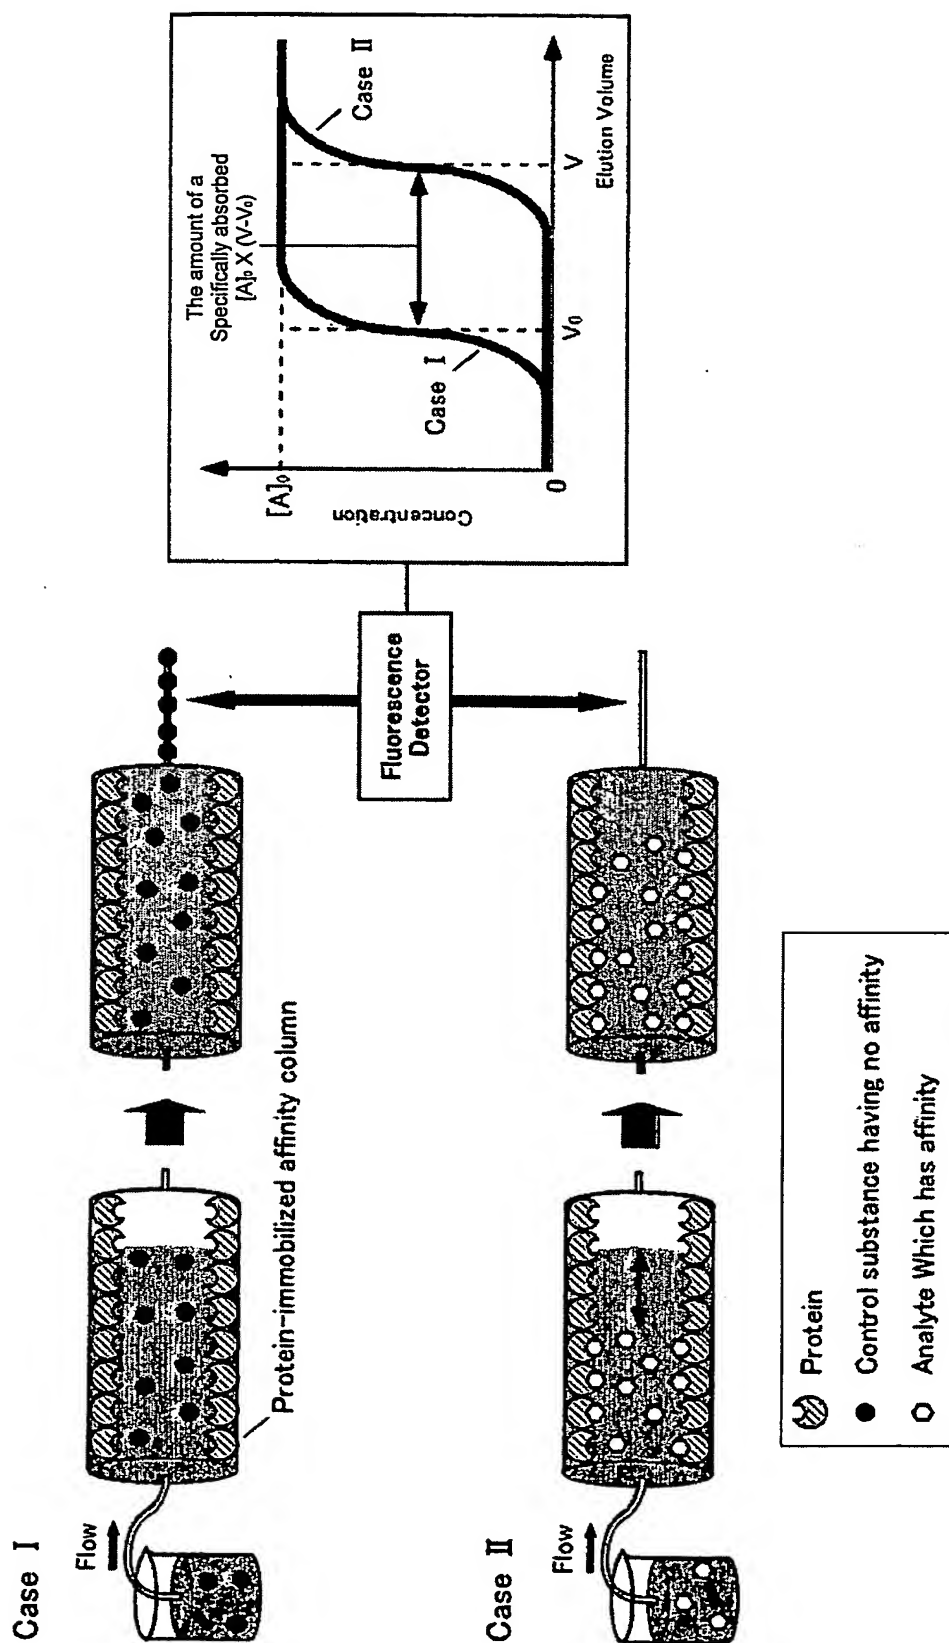 Case I
Flow
Protein-immobilized affinity column
Case II
Flow
Fluorescence
Detector
The amount of a
Specifically absorbed
[A]₀ X (V-V₀)
[A]₀
Concentration
0
Case I
Case II
V₀
V
Elution Volume
Protein
Control substance having no affinity
Analyte Which has affinity